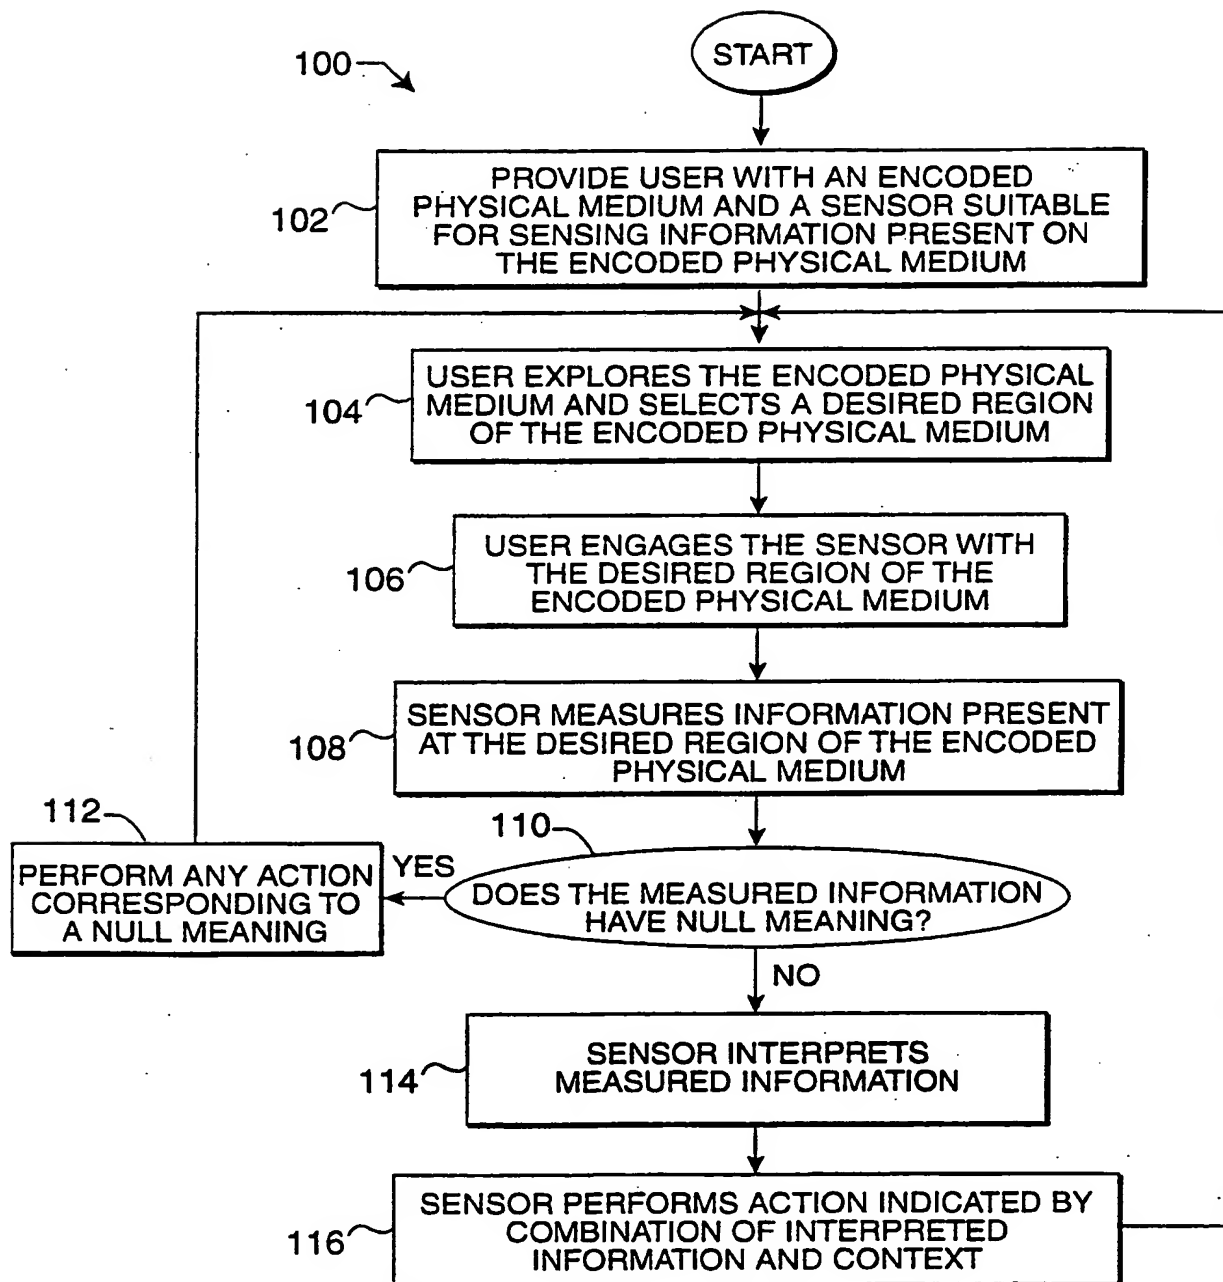 START
100
PROVIDE USER WITH AN ENCODED
PHYSICAL MEDIUM AND A SENSOR SUITABLE
FOR SENSING INFORMATION PRESENT ON
THE ENCODED PHYSICAL MEDIUM
102
USER EXPLORES THE ENCODED PHYSICAL
MEDIUM AND SELECTS A DESIRED REGION
OF THE ENCODED PHYSICAL MEDIUM
104
USER ENGAGES THE SENSOR WITH
THE DESIRED REGION OF THE
ENCODED PHYSICAL MEDIUM
106
SENSOR MEASURES INFORMATION PRESENT
AT THE DESIRED REGION OF THE ENCODED
PHYSICAL MEDIUM
108
112
110
PERFORM ANY ACTION
CORRESPONDING TO
A NULL MEANING
YES
DOES THE MEASURED INFORMATION
HAVE NULL MEANING?
NO
SENSOR INTERPRETS
MEASURED INFORMATION
114
SENSOR PERFORMS ACTION INDICATED BY
COMBINATION OF INTERPRETED
INFORMATION AND CONTEXT
116